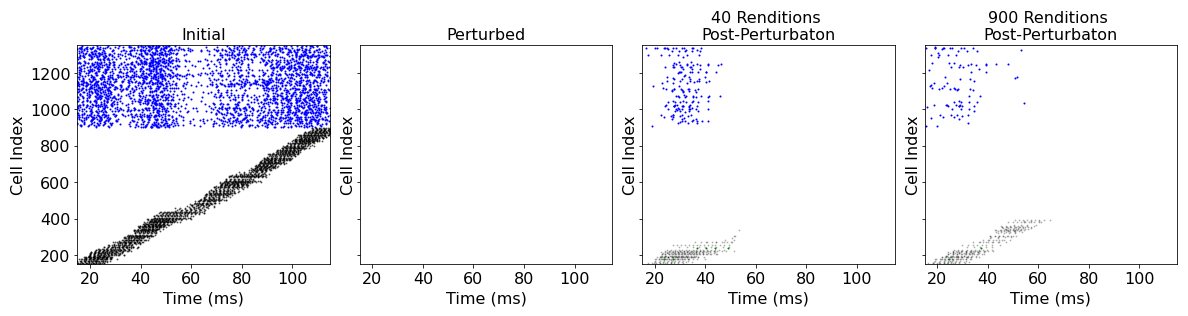 Initial
Perturbed
40 Renditions
Post-Perturbaton
900 Renditions
Post-Perturbaton
Cell Index
1200
1000
800
600
400
200
20 40 60 80 100
Time (ms)
Cell Index
20 40 60 80 100
Time (ms)
Cell Index
20 40 60 80 100
Time (ms)
Cell Index
20 40 60 80 100
Time (ms)